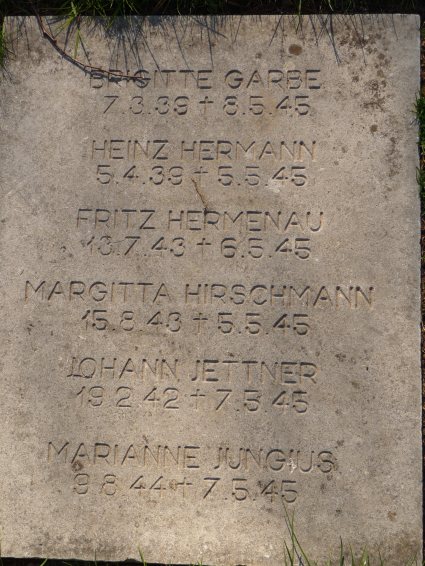 BRIGITTE GARBE
7.3.39 + 8.5.45
HEINZ HERMANN
5.4.39 + 5.5.45
FRITZ HERMENAU
13.7.43 + 6.5.45
MARGITTA HIRSCHMANN
15.8.43 + 5.5.45
JOHANN JETTNER
19.2.42 + 7.5.45
MARIANNE JUNGIUS
9.8.44 + 7.5.45